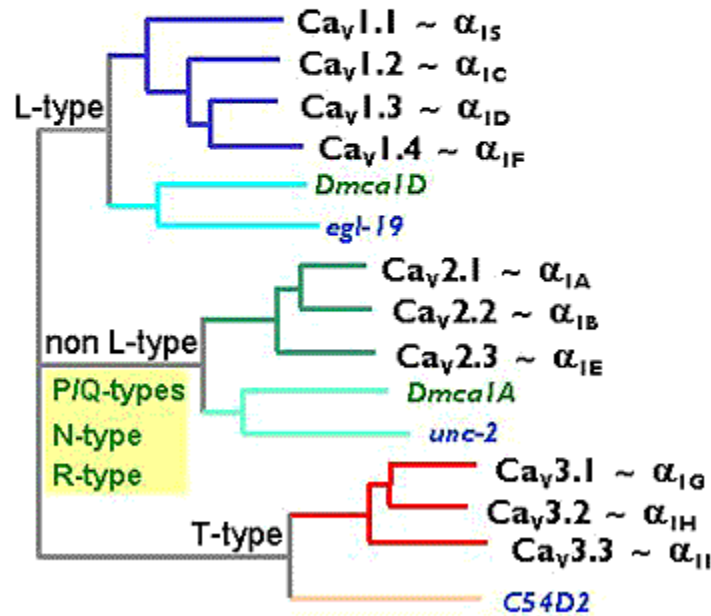 Caᵥ1.1 ~ α₁S
L-type
Caᵥ1.2 ~ α₁C
Caᵥ1.3 ~ α₁D
Caᵥ1.4 ~ α₁F
Dmca1D
egl-19
Caᵥ2.1 ~ α₁A
non L-type
Caᵥ2.2 ~ α₁B
Caᵥ2.3 ~ α₁E
P/Q-types
Dmca1A
N-type
unc-2
R-type
Caᵥ3.1 ~ α₁G
Caᵥ3.2 ~ α₁H
T-type
Caᵥ3.3 ~ α₁I
C54D2